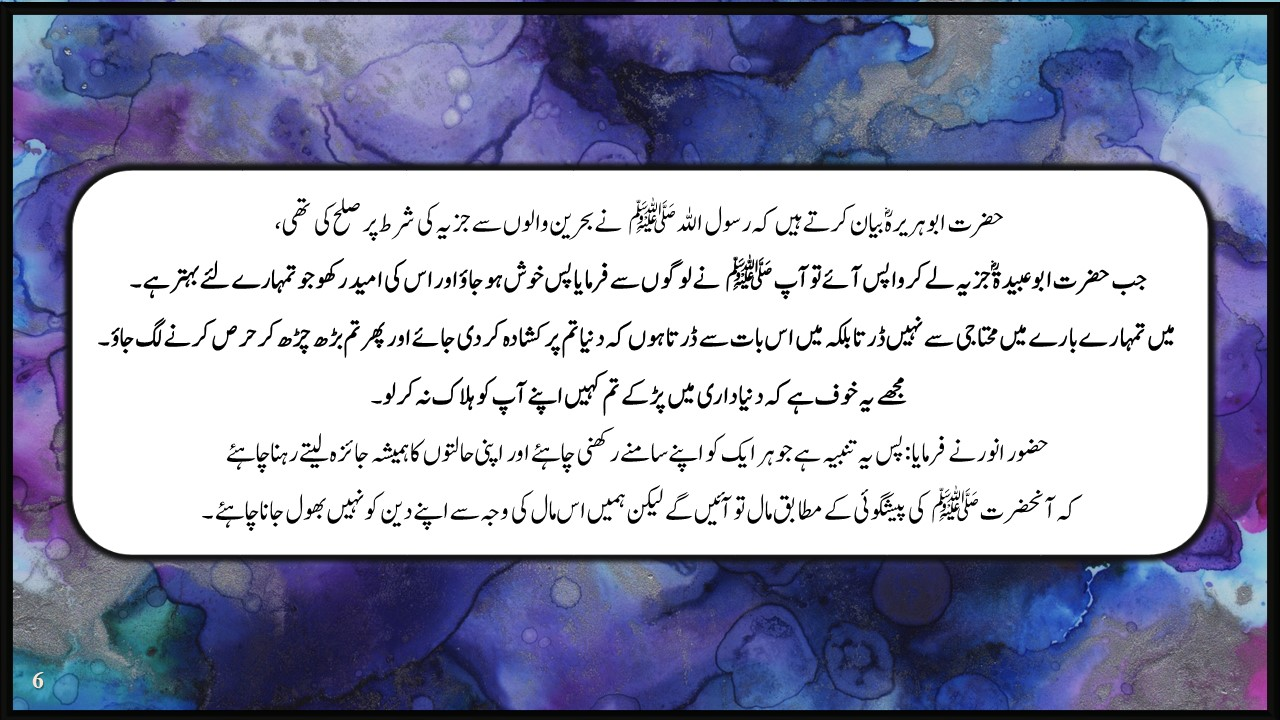 حضرت ابوہریرہؓ بیان کرتے ہیں کہ رسول اللہ ﷺ نے بحرین والوں سے جزیہ کی شرط پر صلح کی تھی،
جب حضرت ابوعبیدۃؓ جزیہ لے کر واپس آئے تو آپ ﷺ نے لوگوں سے فرمایا پس خوش ہو جاؤ اور اس کی امید رکھو جو تمہارے لئے بہتر ہے۔
میں تمہارے بارے میں محتاجی سے نہیں ڈرتا بلکہ میں اس بات سے ڈرتا ہوں کہ دنیا تم پر کشادہ کر دی جائے اور پھر تم بڑھ چڑھ کر حرص کرنے لگ جاؤ۔
مجھے یہ خوف ہے کہ دنیاداری میں پڑ کے تم کہیں اپنے آپ کو ہلاک نہ کر لو۔
حضور انور نے فرمایا: پس یہ تنبیہ ہے جو ہر ایک کو اپنے سامنے رکھنی چاہئے اور اپنی حالتوں کا ہمیشہ جائزہ لیتے رہنا چاہئے
کہ آنحضرت ﷺ کی پیشگوئی کے مطابق مال تو آئیں گے لیکن ہمیں اس مال کی وجہ سے اپنے دین کو نہیں بھول جانا چاہئے۔
6